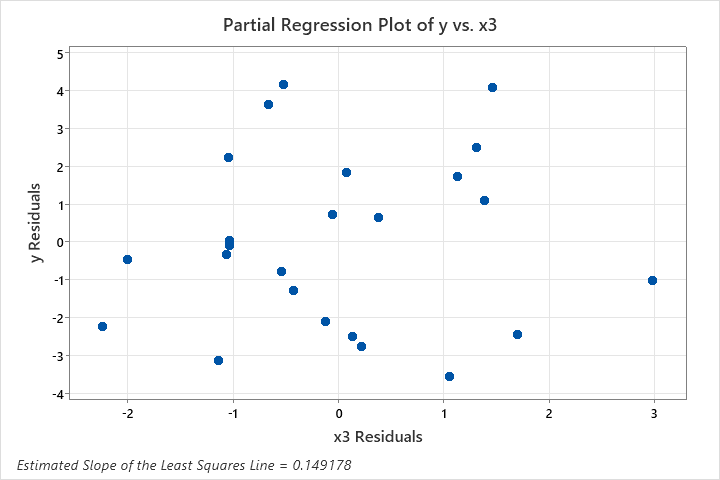 Partial Regression Plot of y vs. x3
5
4
3
2
1
0
-1
-2
-3
-4
y Residuals
-2 -1 0 1 2 3
x3 Residuals
Estimated Slope of the Least Squares Line = 0.149178